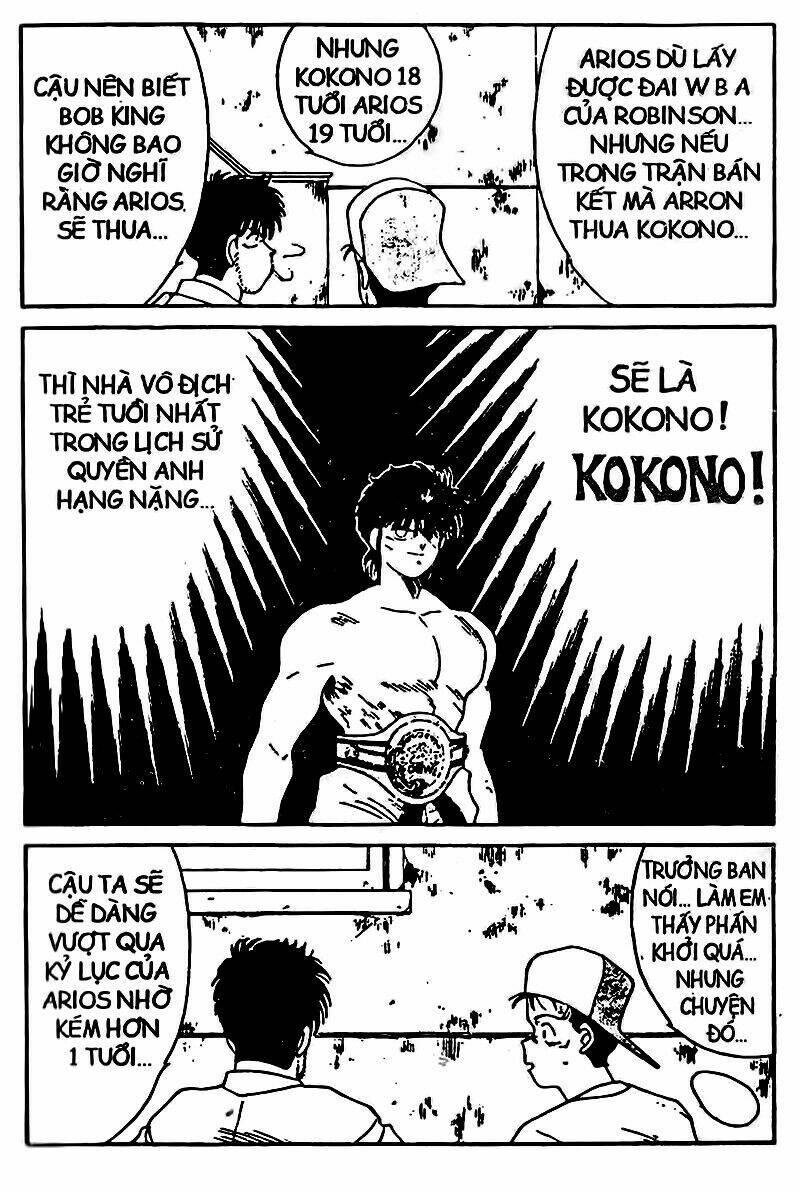 CẬU NÊN BIẾT
BOB KING
KHÔNG BAO
GIỜ NGHĨ
RÀNG ARIOS
SẼ THUA...
NHƯNG
KOKONO 18
TUỔI ARIOS
19 TUỔI...
ARIOS DÙ LẤY
ĐƯỢC ĐAI W B A
CỦA ROBINSON...
NHƯNG NẾU
TRONG TRẬN BÁN
KẾT MÀ ARRON
THUA KOKONO...
THÌ NHÀ VÔ ĐỊCH
TRẺ TUỔI NHẤT
TRONG LỊCH SỬ
QUYỀN ANH
HẠNG NẶNG...
SẼ LÀ
KOKONO!
KOKONO!
CẬU TA SẼ
DỄ DÀNG
VƯỢT QUA
KỶ LỤC CỦA
ARIOS NHỜ
KÉM HƠN
1 TUỔI...
TRƯỞNG BAN
NÓI... LÀM EM
THẤY PHẤN
KHỞI QUÁ...
NHƯNG
CHUYỆN
ĐÓ...